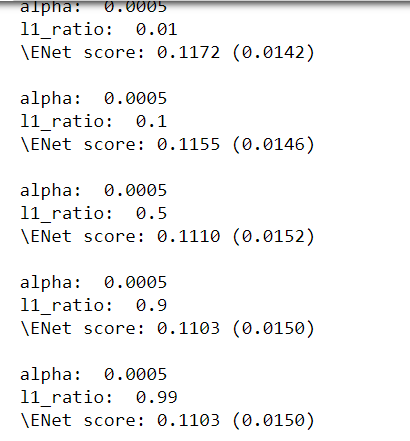 alpha:  0.0005
l1_ratio:  0.01
\ENet score: 0.1172 (0.0142)
alpha:  0.0005
l1_ratio:  0.1
\ENet score: 0.1155 (0.0146)
alpha:  0.0005
l1_ratio:  0.5
\ENet score: 0.1110 (0.0152)
alpha:  0.0005
l1_ratio:  0.9
\ENet score: 0.1103 (0.0150)
alpha:  0.0005
l1_ratio:  0.99
\ENet score: 0.1103 (0.0150)